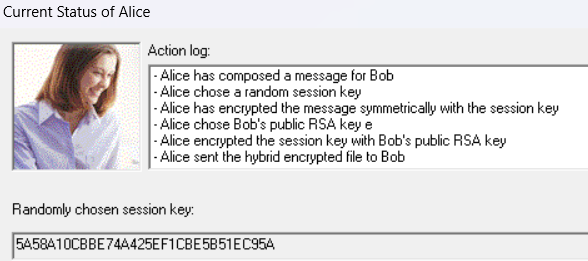 Current Status of Alice
Action log:
- Alice has composed a message for Bob
- Alice chose a random session key
- Alice has encrypted the message symmetrically with the session key
- Alice chose Bob's public RSA key e
- Alice encrypted the session key with Bob's public RSA key
- Alice sent the hybrid encrypted file to Bob
Randomly chosen session key:
5A58A10CBBE74A425EF1CBE5B51EC95A